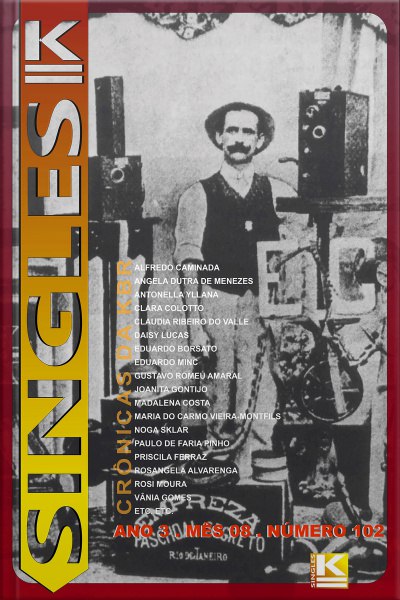 K
SINGLES
CRÔNICAS DA KBR
ALFREDO CAMINADA
ANGELA DUTRA DE MENEZES
ANTONELLA YLLANA
CLARA COLOTTO
CLAUDIA RIBEIRO DO VALLE
DAISY LUCAS
EDUARDO BORSATO
EDUARDO MINC
GUSTAVO ROMEU AMARAL
JOANITA GONTIJO
MADALENA COSTA
MARIA DO CARMO VIEIRA-MONTFILS
NOGA SKLAR
PAULO DE FARIA PINHO
PRISCILA FERRAZ
ROSANGELA ALVARENGA
ROSI MOURA
VÂNIA GOMES
ETC. ETC.
PREZA
RIO DE JANEIRO
ANO 3 . MÊS 08 . NÚMERO 102
SINGLES
K